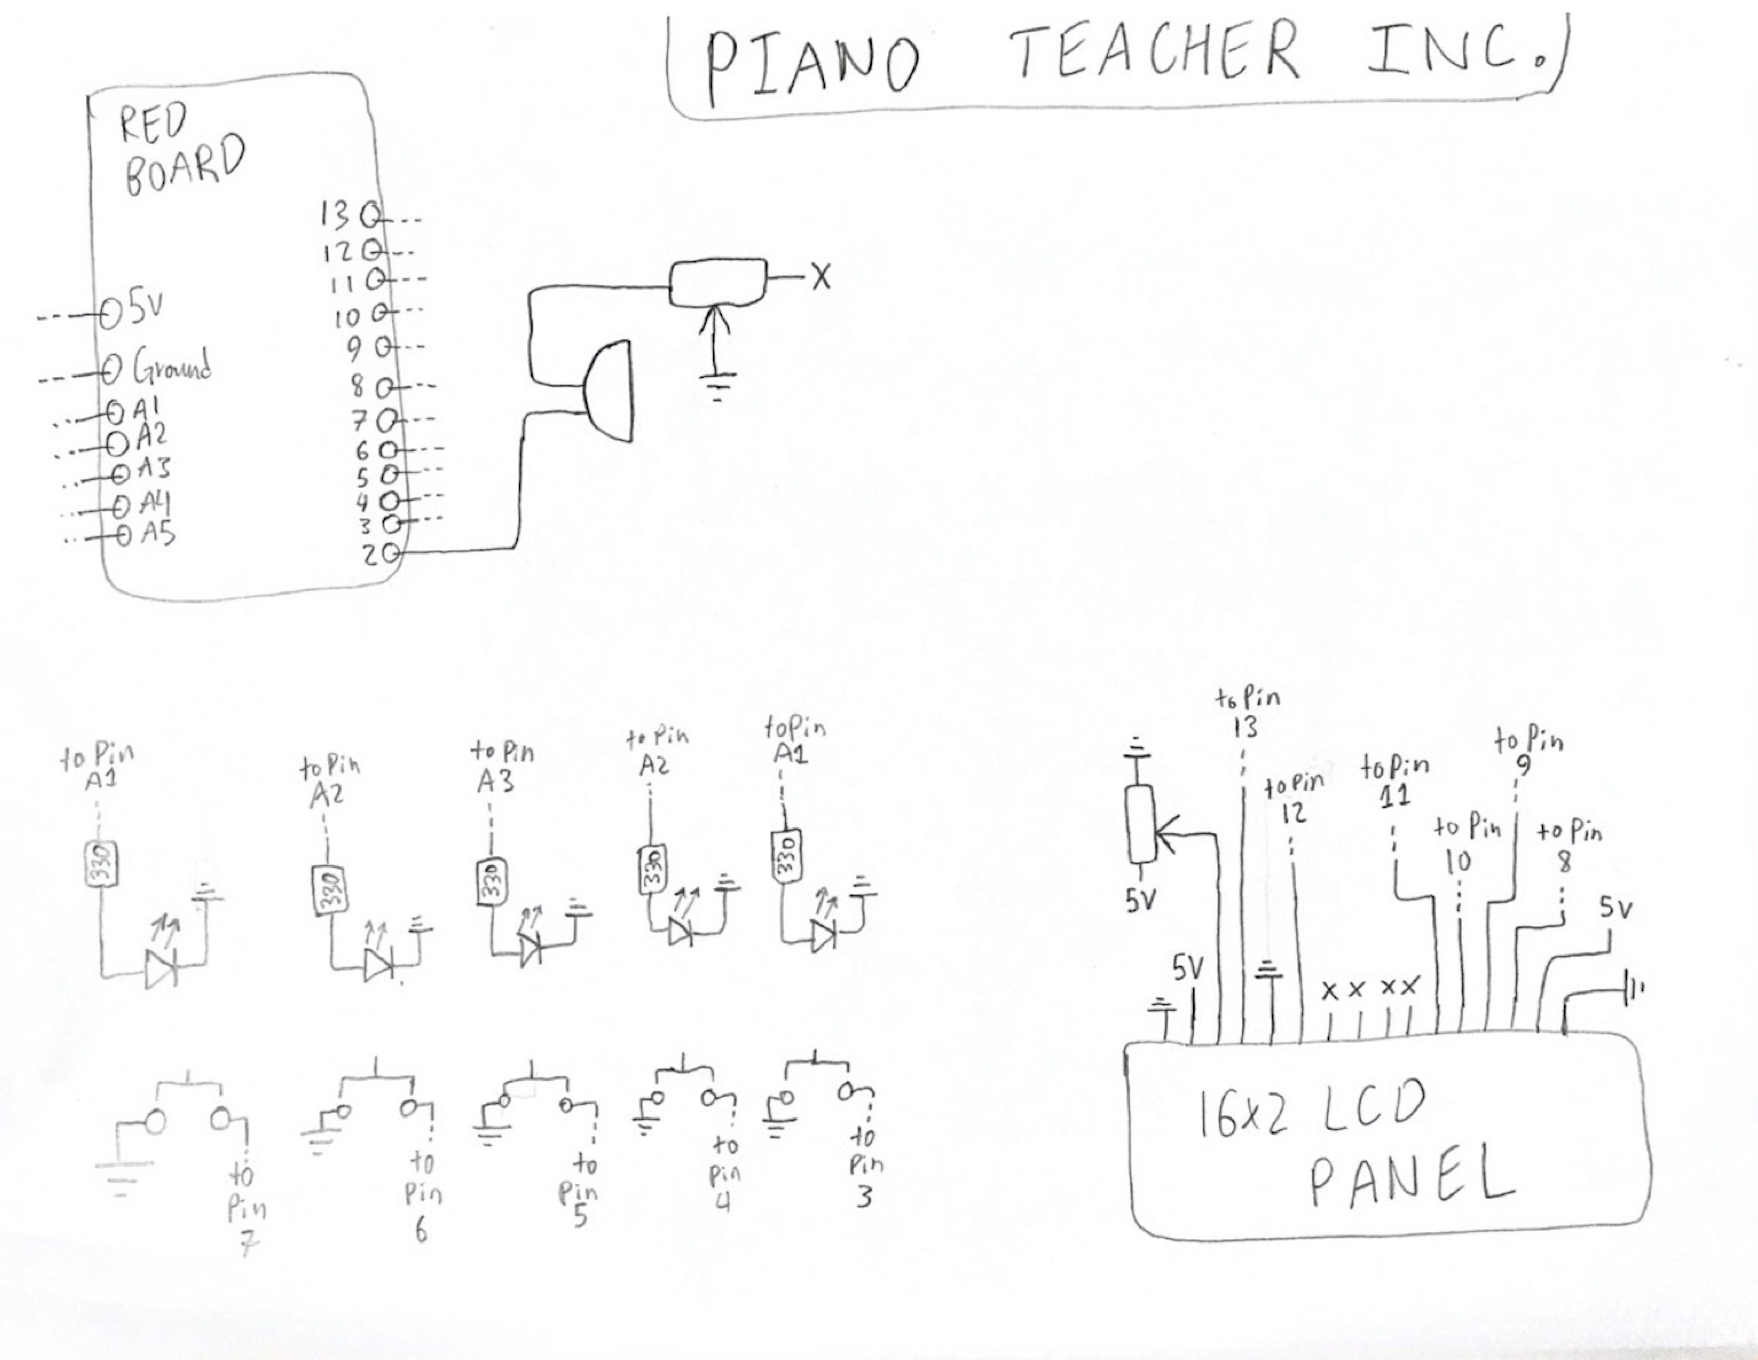 PIANO TEACHER INC.
RED
BOARD
13
12
11
10
9
8
7
6
5
4
3
2
5V
Ground
A1
A2
A3
A4
A5
X
to Pin
A1
to Pin
A2
to Pin
A3
to Pin
A2
to Pin
A1
330
330
330
330
330
to
Pin
7
to
Pin
6
to
Pin
5
to
Pin
4
to
Pin
3
to Pin
13
to Pin
12
to Pin
11
to Pin
10
to Pin
9
to Pin
8
5V
5V
5V
X X X X
16x2 LCD
PANEL